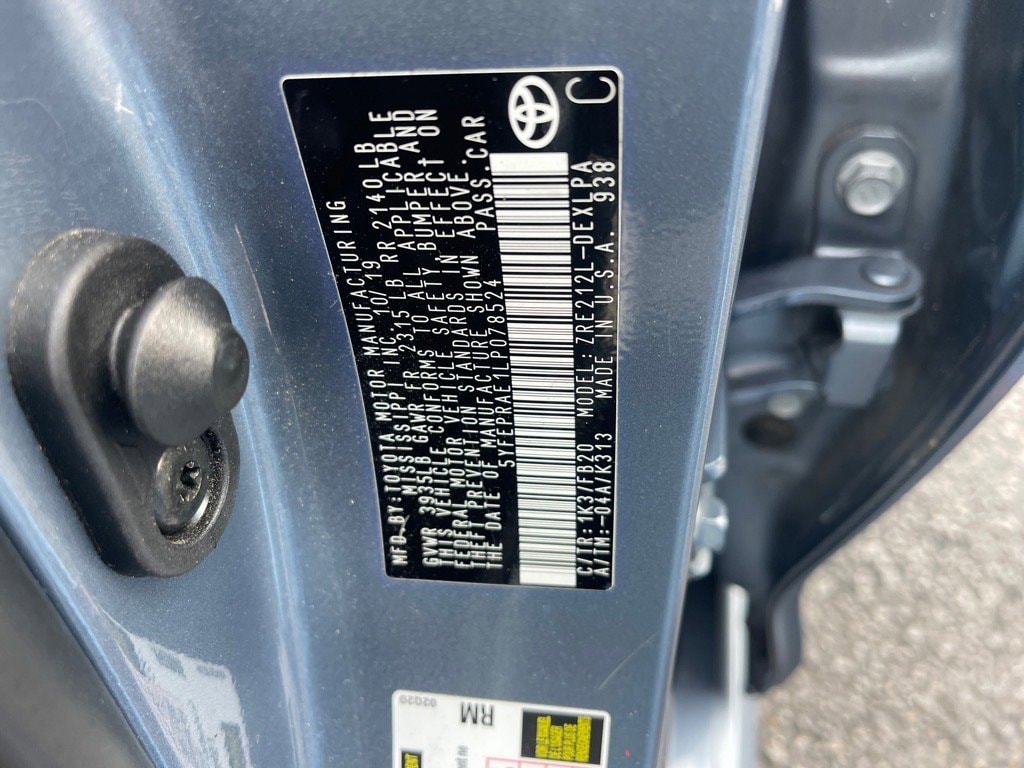 MFD.BY:TOYOTA MOTOR MANUFACTURING
MISSISSIPPI INC. 10/19
GVWR 3935LB GAWR FR 2315 LB RR 2140LB
THIS VEHICLE CONFORMS TO ALL APPLICABLE
FEDERAL MOTOR VEHICLE SAFETY, BUMPER AND
THEFT PREVENTION STANDARDS IN EFFECT ON
THE DATE OF MANUFACTURE SHOWN ABOVE.
5YFEPRAE1LP078524 PASS.CAR
C/TR:1K3/FB20 MODEL:ZRE212L-DEXLPA
A/TM:-04A/K313 MADE IN U.S.A. 938
C
02Q20
RM